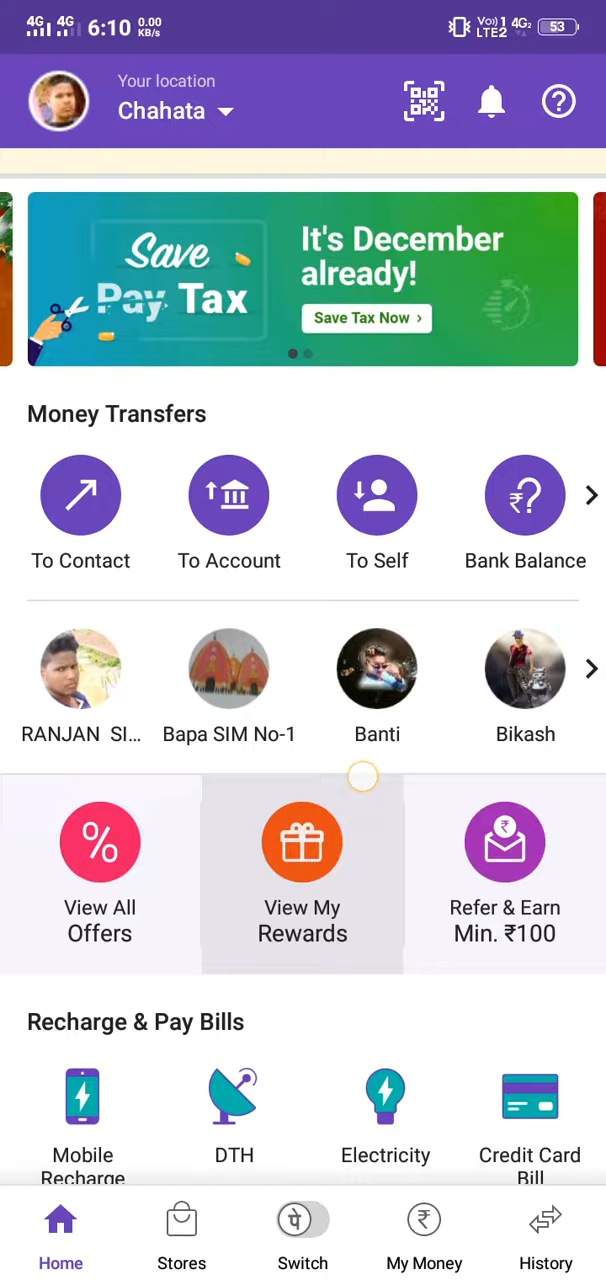 4G 4G 6:10 0.00 KB/s Vo) 1 LTE2 4G2 53
Your location
Chahata
Save
Pay Tax
It's December
already!
Save Tax Now ›
Money Transfers
To Contact To Account To Self Bank Balance
RANJAN SI... Bapa SIM No-1 Banti Bikash
View All
Offers
View My
Rewards
Refer & Earn
Min. ₹100
Recharge & Pay Bills
Mobile
Recharge
DTH
Electricity
Credit Card
Bill
पे
Home Stores Switch My Money History